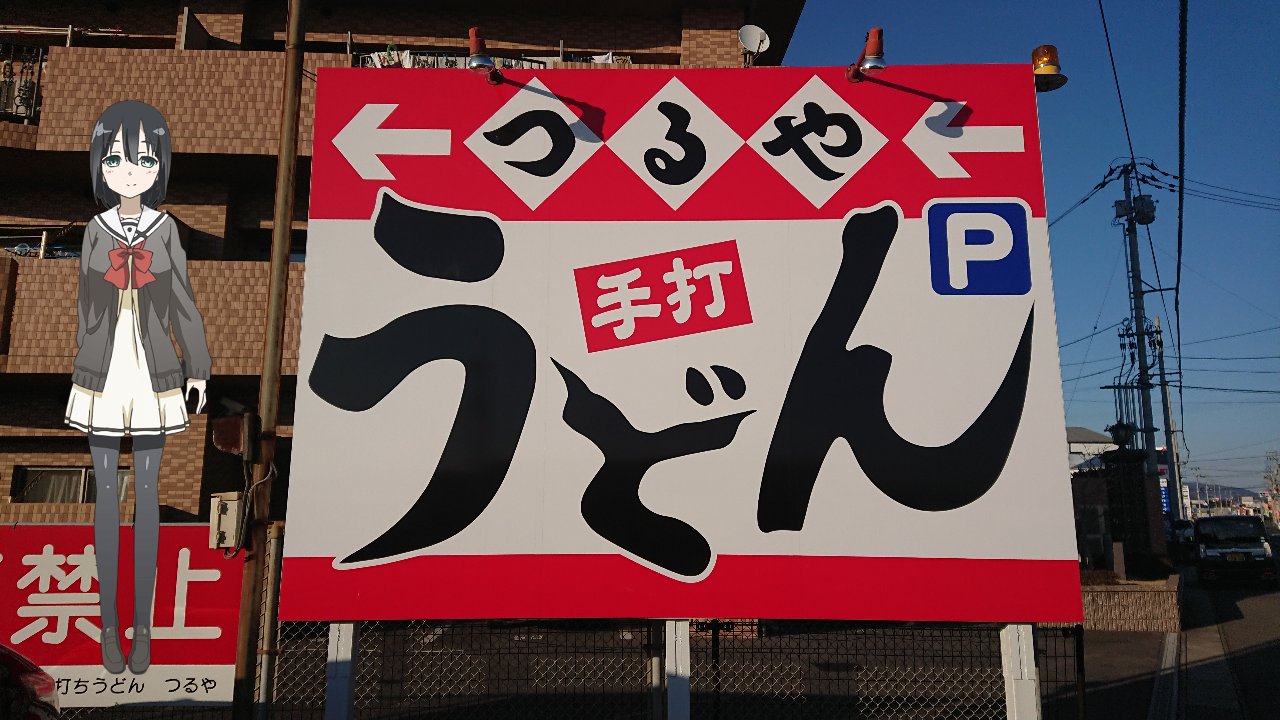 つるや
手打
うどん
P
禁止
打ちうどん つるや